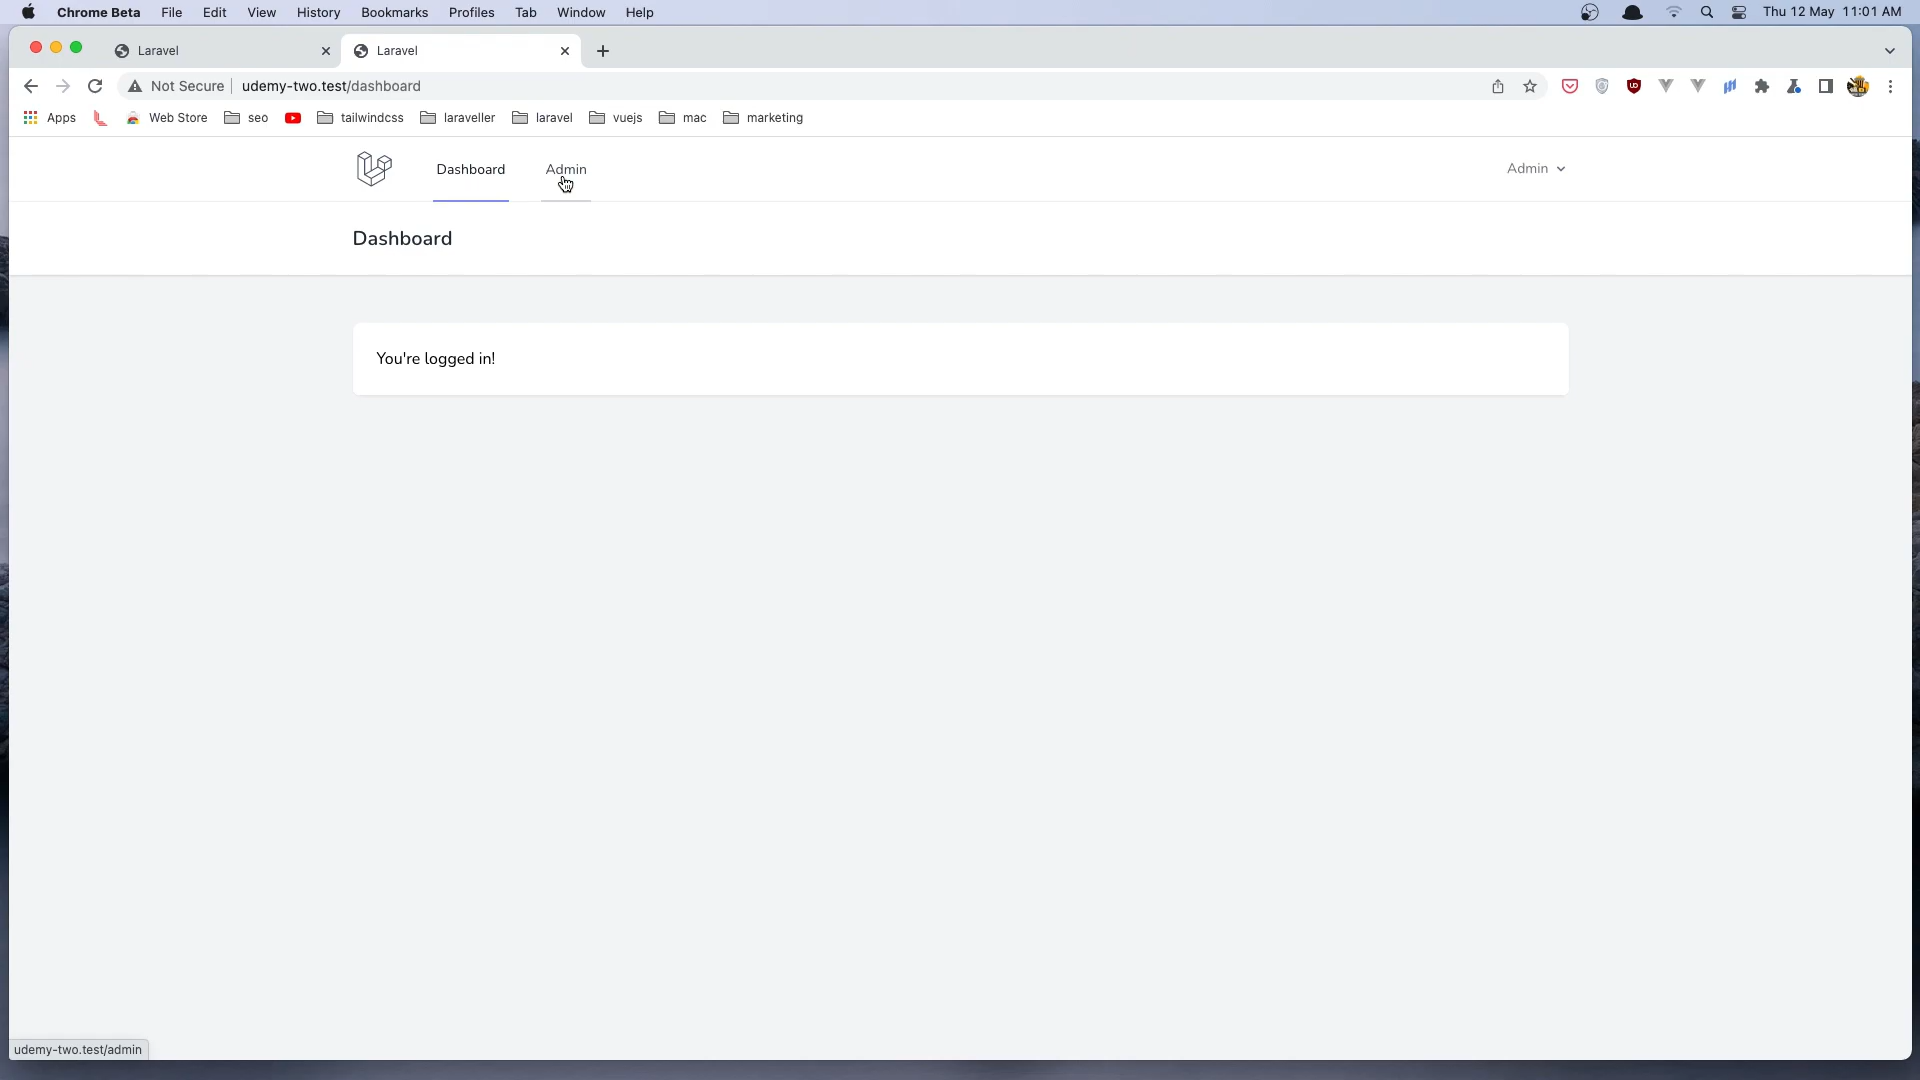 Chrome Beta File Edit View History Bookmarks Profiles Tab Window Help Thu 12 May 11:01 AM
Laravel Laravel
Not Secure udemy-two.test/dashboard
Apps Web Store seo tailwindcss laraveller laravel vuejs mac marketing
Dashboard Admin Admin
Dashboard
You're logged in!
udemy-two.test/admin